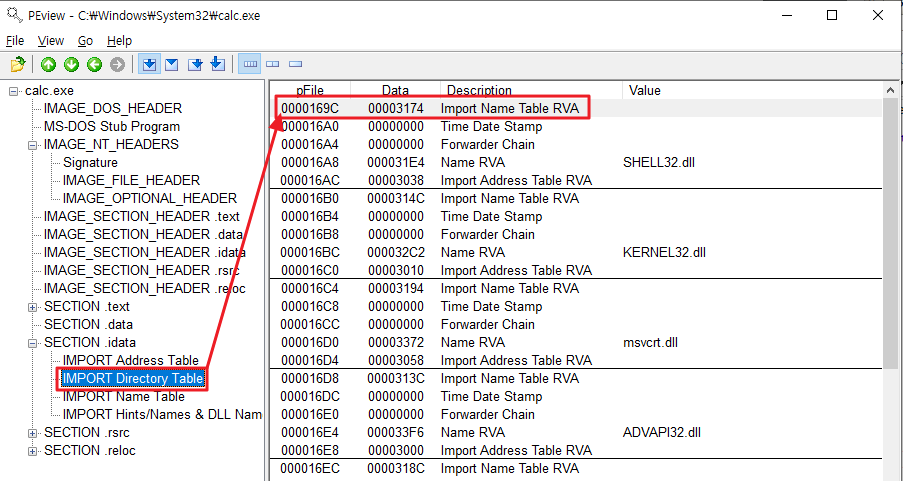 PEview - C:￦Windows￦System32￦calc.exe
File View Go Help
calc.exe
IMAGE_DOS_HEADER
MS-DOS Stub Program
IMAGE_NT_HEADERS
Signature
IMAGE_FILE_HEADER
IMAGE_OPTIONAL_HEADER
IMAGE_SECTION_HEADER .text
IMAGE_SECTION_HEADER .data
IMAGE_SECTION_HEADER .idata
IMAGE_SECTION_HEADER .rsrc
IMAGE_SECTION_HEADER .reloc
SECTION .text
SECTION .data
SECTION .idata
IMPORT Address Table
IMPORT Directory Table
IMPORT Name Table
IMPORT Hints/Names & DLL Nam
SECTION .rsrc
SECTION .reloc
pFile Data Description Value
0000169C 00003174 Import Name Table RVA
000016A0 00000000 Time Date Stamp
000016A4 00000000 Forwarder Chain
000016A8 000031E4 Name RVA SHELL32.dll
000016AC 00003038 Import Address Table RVA
000016B0 0000314C Import Name Table RVA
000016B4 00000000 Time Date Stamp
000016B8 00000000 Forwarder Chain
000016BC 000032C2 Name RVA KERNEL32.dll
000016C0 00003010 Import Address Table RVA
000016C4 00003194 Import Name Table RVA
000016C8 00000000 Time Date Stamp
000016CC 00000000 Forwarder Chain
000016D0 00003372 Name RVA msvcrt.dll
000016D4 00003058 Import Address Table RVA
000016D8 0000313C Import Name Table RVA
000016DC 00000000 Time Date Stamp
000016E0 00000000 Forwarder Chain
000016E4 000033F6 Name RVA ADVAPI32.dll
000016E8 00003000 Import Address Table RVA
000016EC 0000318C Import Name Table RVA